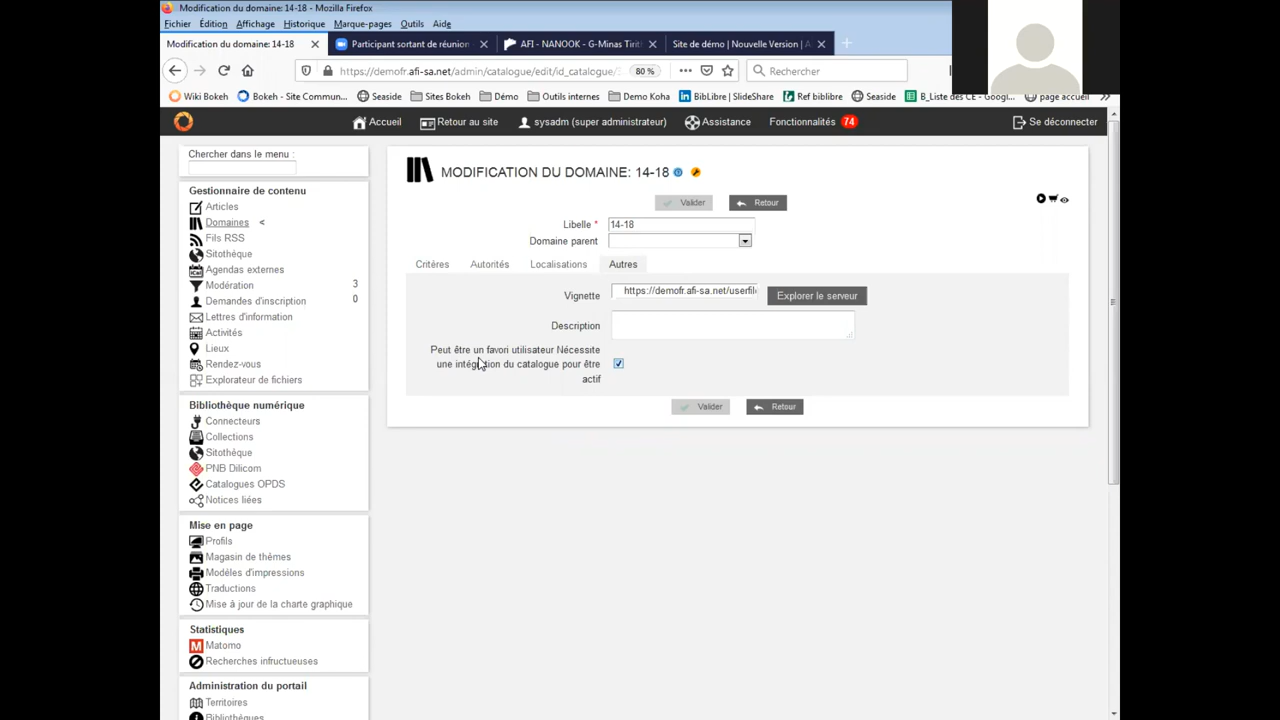 Modification du domaine: 14-18 - Mozilla Firefox
Fichier Édition Affichage Historique Marque-pages Outils Aide
Modification du domaine: 14-18 × Participant sortant de réunion × AFI - NANOOK - G-Minas Tirit × Site de démo | Nouvelle Version | A × +
https://demofr.afi-sa.net/admin/catalogue/edit/id_catalogue/ 80 % Rechercher
Wiki Bokeh Bokeh - Site Commun... Seaside Sites Bokeh Démo Outils internes Demo Koha BibLibre | SlideShare Ref biblibre Seaside B_Liste des CE - Googl... page accueil
Accueil Retour au site sysadm (super administrateur) Assistance Fonctionnalités 74 Se déconnecter
Chercher dans le menu :
Gestionnaire de contenu
Articles
Domaines <
Fils RSS
Sitothèque
Agendas externes
Modération 3
Demandes d'inscription 0
Lettres d'information
Activités
Lieux
Rendez-vous
Explorateur de fichiers
Bibliothèque numérique
Connecteurs
Collections
Sitothèque
PNB Dilicom
Catalogues OPDS
Notices liées
Mise en page
Profils
Magasin de thèmes
Modèles d'impressions
Traductions
Mise à jour de la charte graphique
Statistiques
Matomo
Recherches infructueuses
Administration du portail
Territoires
Bibliothèques
MODIFICATION DU DOMAINE: 14-18
Valider Retour
Libelle * 14-18
Domaine parent
Critères Autorités Localisations Autres
Vignette https://demofr.afi-sa.net/userfil Explorer le serveur
Description
Peut être un favori utilisateur Nécessite
une intégration du catalogue pour être
actif
Valider Retour